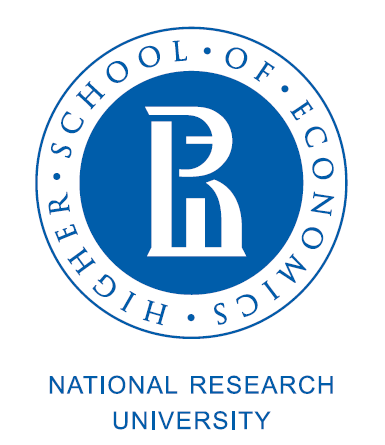 HIGHER · SCHOOL · OF · ECONOMICS ·
NATIONAL RESEARCH
UNIVERSITY